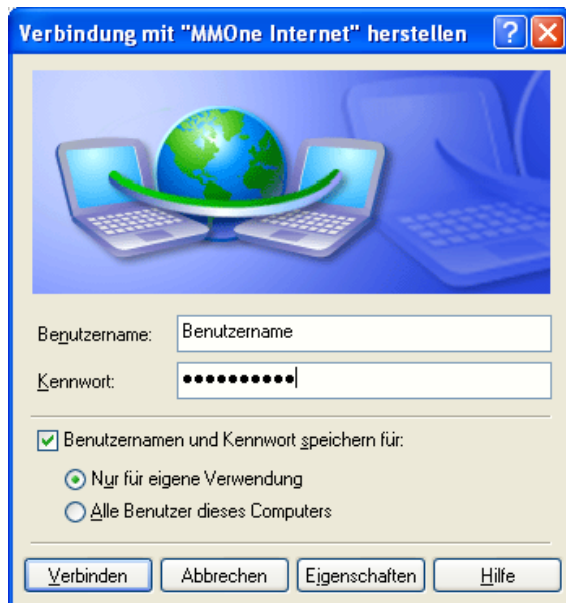 Verbindung mit "MMOne Internet" herstellen
Benutzername: Benutzername
Kennwort: ●●●●●●●●●●
Benutzernamen und Kennwort speichern für:
Nur für eigene Verwendung
Alle Benutzer dieses Computers
Verbinden Abbrechen Eigenschaften Hilfe